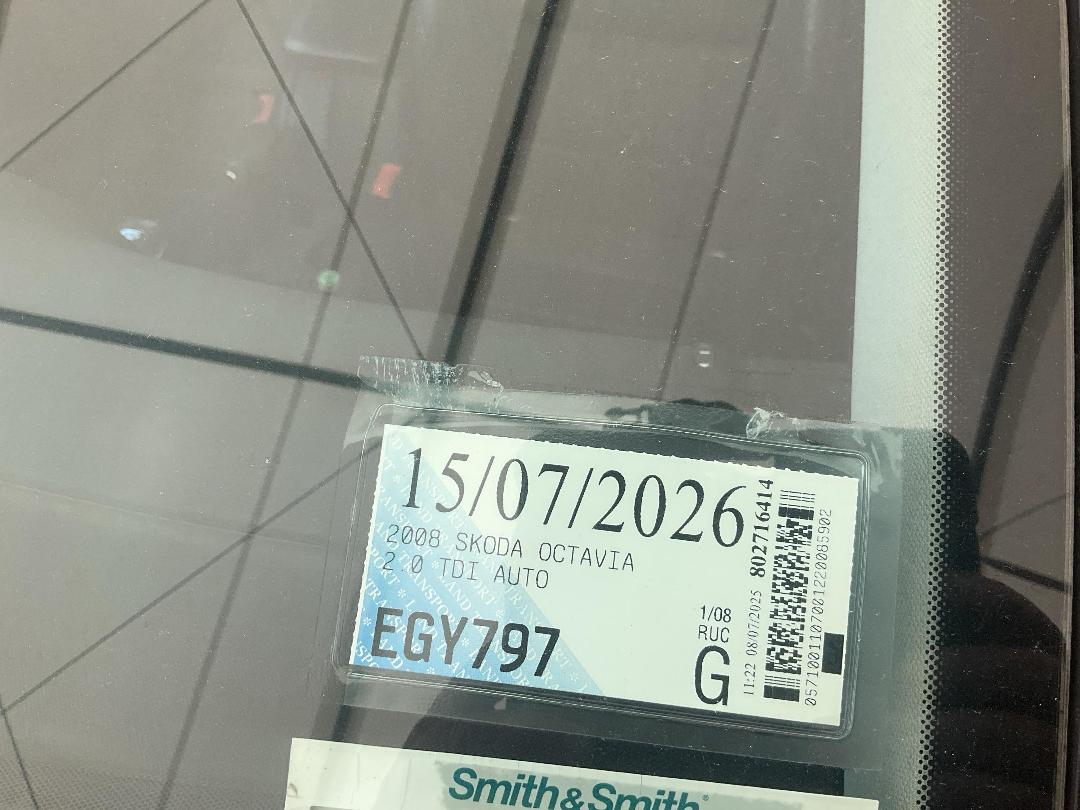 15/07/2026
2008 SKODA OCTAVIA
2.0 TDI AUTO
EGY797
1/08
RUC
G
11:22 08/07/2025 802716414
Smith&Smith®